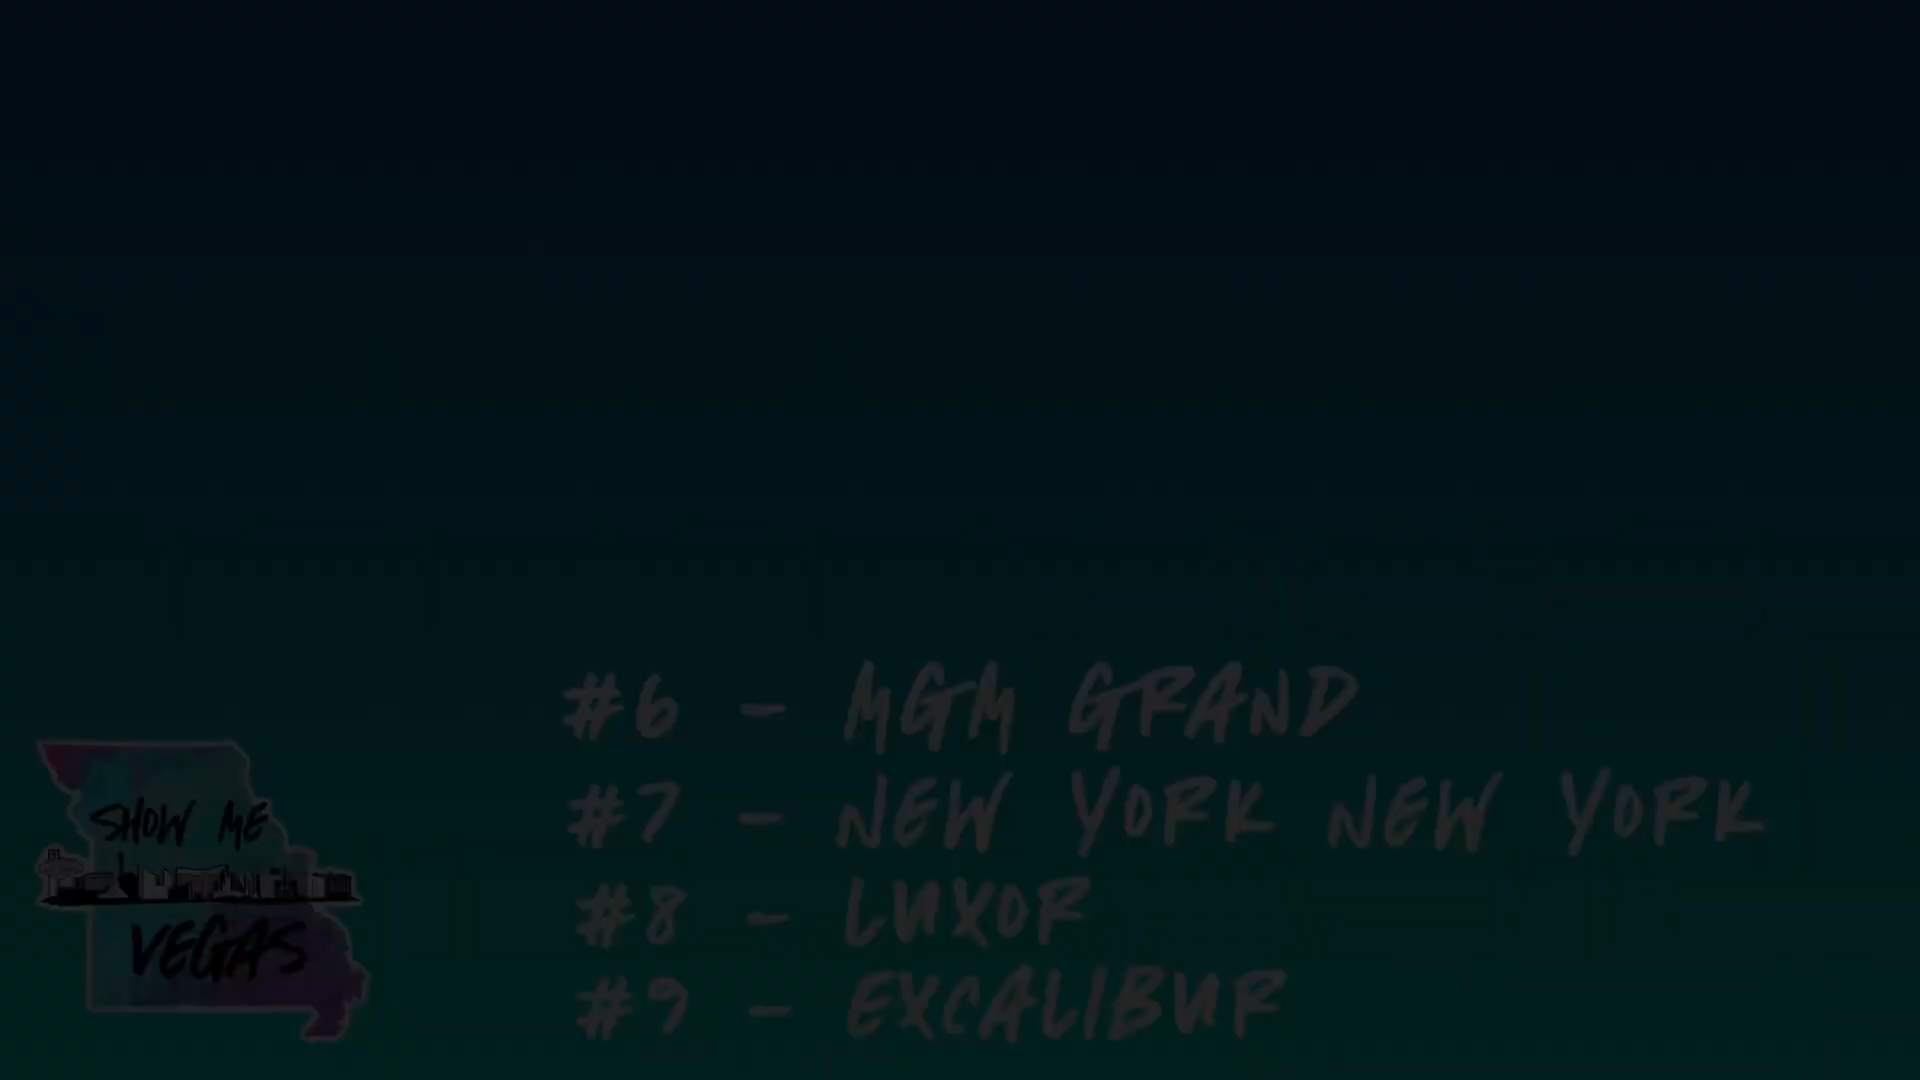 #6 - MGM GRAND
#7 - NEW YORK NEW YORK
#8 - LUXOR
#9 - EXCALIBUR
SHOW ME
VEGAS